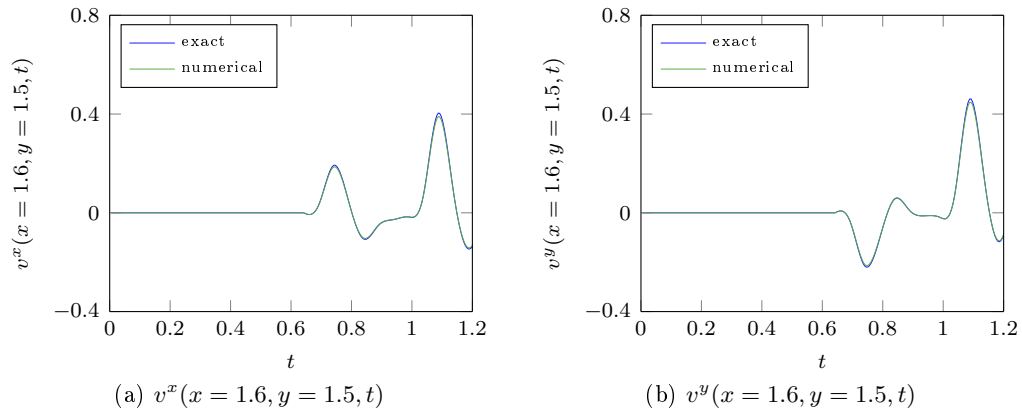 0.8
0.4
0
−0.4
0
0.2
0.4
0.6
0.8
1
1.2
t
v^x(x = 1.6, y = 1.5, t)
exact
numerical
(a) v^x(x = 1.6, y = 1.5, t)
0.8
0.4
0
−0.4
0
0.2
0.4
0.6
0.8
1
1.2
t
v^y(x = 1.6, y = 1.5, t)
exact
numerical
(b) v^y(x = 1.6, y = 1.5, t)